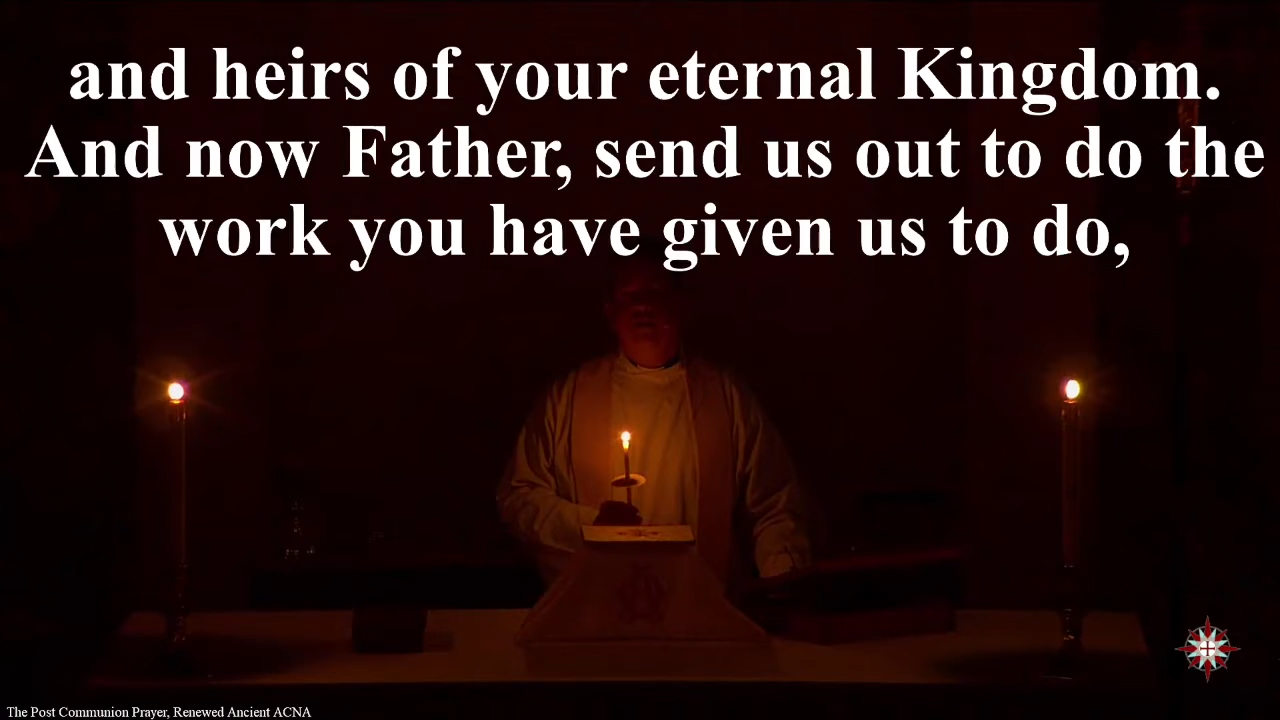 and heirs of your eternal Kingdom.
And now Father, send us out to do the
work you have given us to do,
The Post Communion Prayer, Renewed Ancient ACNA